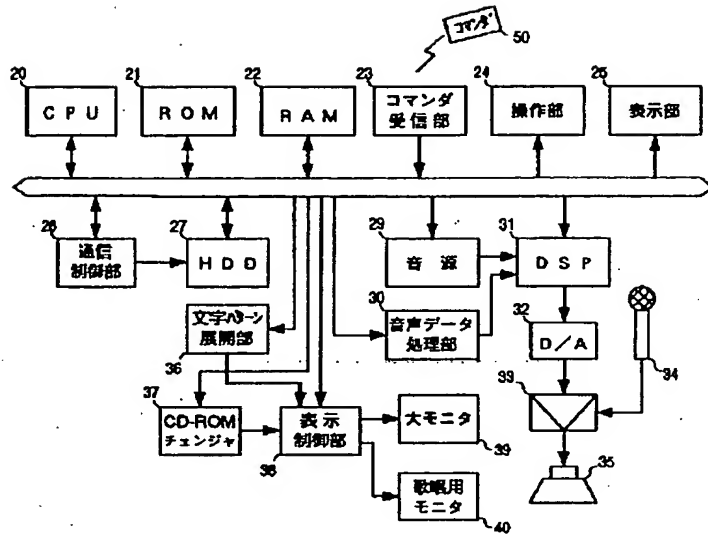 コマンダ
50
20
21
22
23
24
25
CPU
ROM
RAM
コマンダ
受信部
操作部
表示部
26
27
29
31
通信
制御部
HDD
音源
DSP
30
32
文字パターン
展開部
音声データ
処理部
D/A
36
34
37
33
CD-ROM
チェンジャ
表示
制御部
大モニタ
38
39
35
歌唱用
モニタ
40